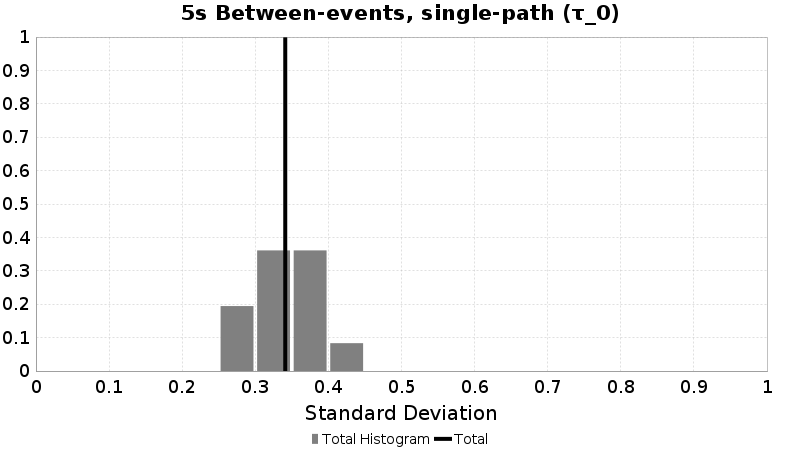 5s Between-events, single-path (τ_0)
1
0.9
0.8
0.7
0.6
0.5
0.4
0.3
0.2
0.1
0
0 0.1 0.2 0.3 0.4 0.5 0.6 0.7 0.8 0.9 1
Standard Deviation
Total Histogram Total